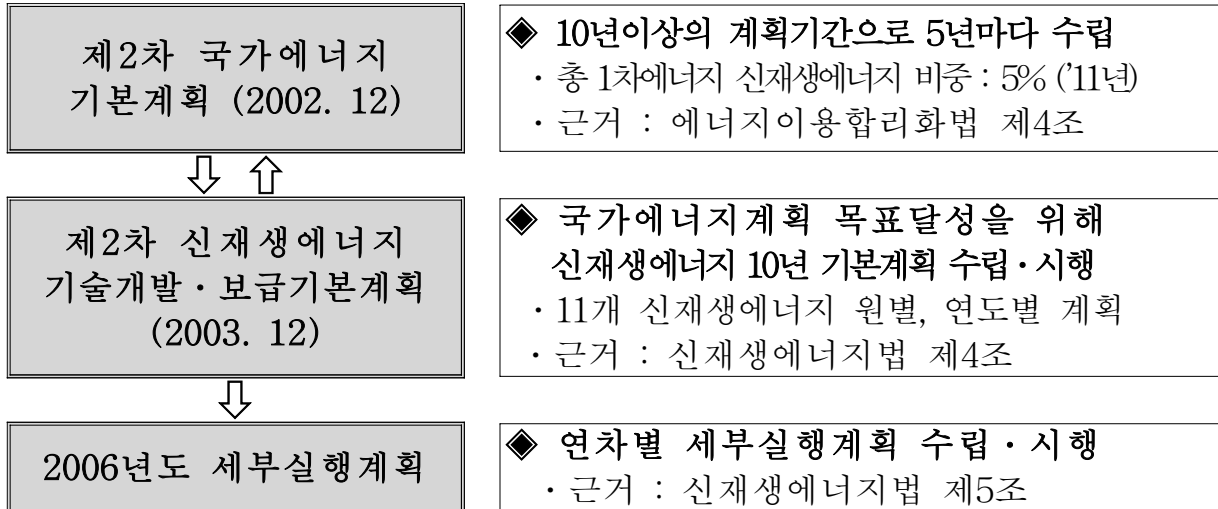 제2차 국가에너지
기본계획 (2002. 12)
◈ 10년이상의 계획기간으로 5년마다 수립
· 총 1차에너지 신재생에너지 비중 : 5% ('11년)
· 근거 : 에너지이용합리화법 제4조
제2차 신재생에너지
기술개발·보급기본계획
(2003. 12)
◈ 국가에너지계획 목표달성을 위해
신재생에너지 10년 기본계획 수립·시행
· 11개 신재생에너지 원별, 연도별 계획
· 근거 : 신재생에너지법 제4조
2006년도 세부실행계획
◈ 연차별 세부실행계획 수립·시행
· 근거 : 신재생에너지법 제5조